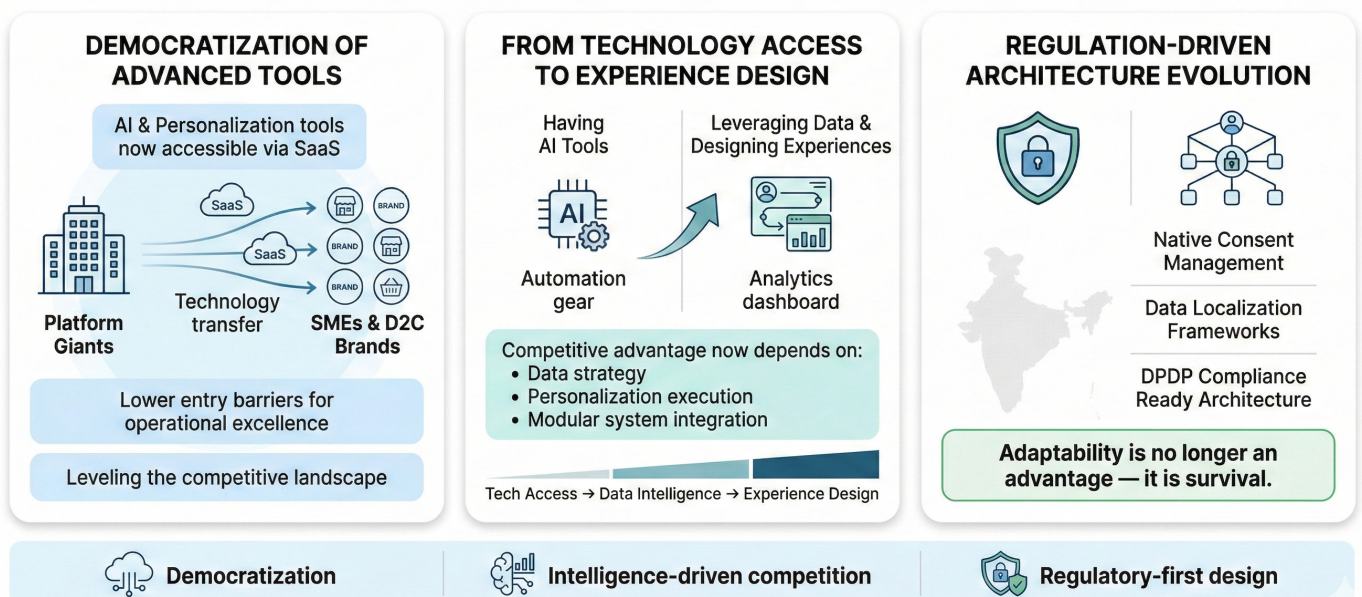 DEMOCRATIZATION OF
ADVANCED TOOLS
AI & Personalization tools
now accessible via SaaS
SaaS
BRAND
SaaS
BRAND
BRAND
Technology
transfer
Platform
Giants
SMEs & D2C
Brands
Lower entry barriers for
operational excellence
Leveling the competitive landscape
FROM TECHNOLOGY ACCESS
TO EXPERIENCE DESIGN
Having
AI Tools
Leveraging Data &
Designing Experiences
AI
Automation
gear
Analytics
dashboard
Competitive advantage now depends on:
• Data strategy
• Personalization execution
• Modular system integration
Tech Access → Data Intelligence → Experience Design
REGULATION-DRIVEN
ARCHITECTURE EVOLUTION
Native Consent
Management
Data Localization
Frameworks
DPDP Compliance
Ready Architecture
Adaptability is no longer an
advantage — it is survival.
Democratization
Intelligence-driven competition
Regulatory-first design